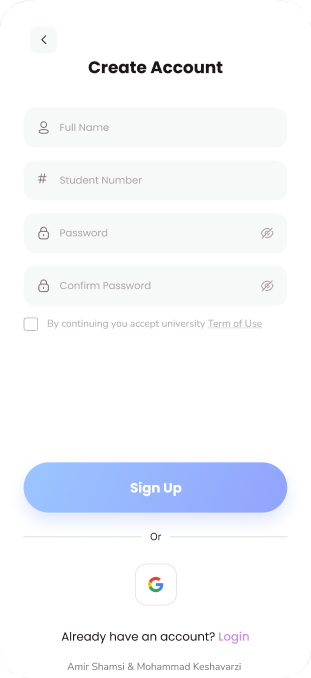 Create Account
Full Name
# Student Number
Password
Confirm Password
By continuing you accept university Term of Use
Sign Up
Or
G
Already have an account? Login
Amir Shamsi & Mohammad Keshavarzi